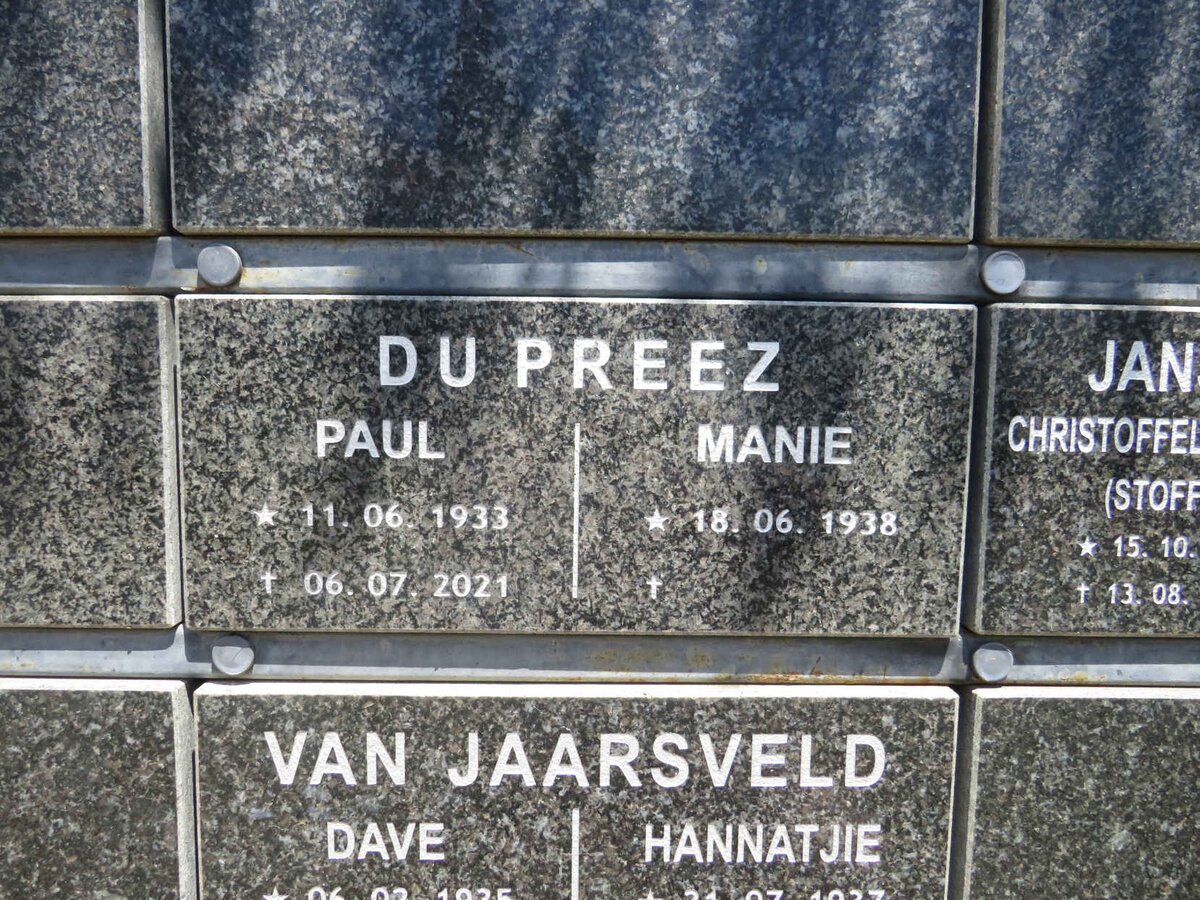 DU PREEZ
PAUL
★ 11. 06. 1933
† 06. 07. 2021
MANIE
★ 18. 06. 1938
†
★ 15. 10.
† 13. 08.
VAN JAARSVELD
DAVE
HANNATJIE